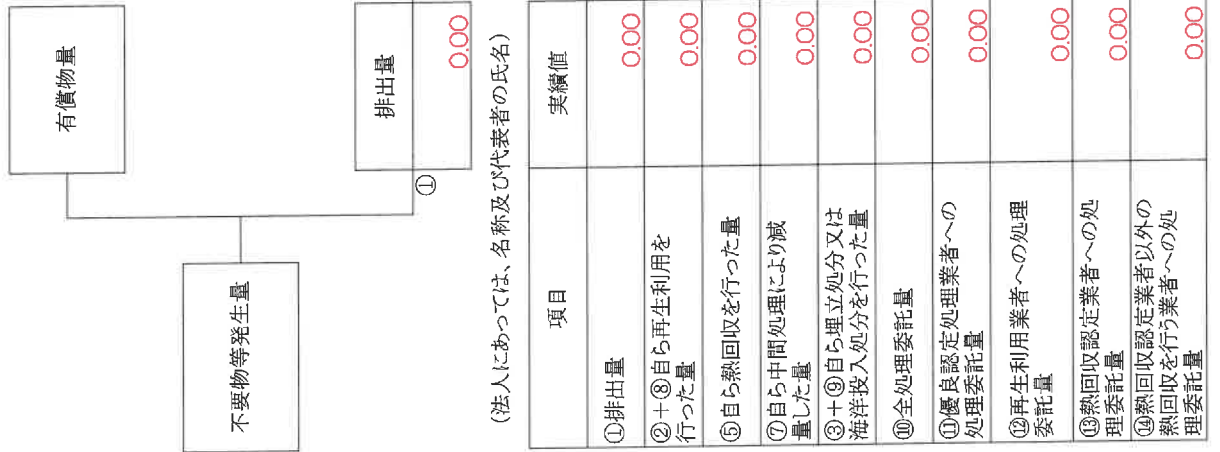 有償物量
不要物等発生量
排出量
①
0.00
(法人にあっては、名称及び代表者の氏名)
項目
実績値
①排出量
0.00
②+⑧自ら再生利用を
行った量
0.00
⑤自ら熱回収を行った量
0.00
⑦自ら中間処理により減
量した量
0.00
③+⑨自ら埋立処分又は
海洋投入処分を行った量
0.00
⑩全処理委託量
0.00
⑪優良認定処理業者への
処理委託量
0.00
⑫再生利用業者への処理
委託量
0.00
⑬熱回収認定業者への処
理委託量
0.00
⑭熱回収認定業者以外の
熱回収を行う業者への処
理委託量
0.00